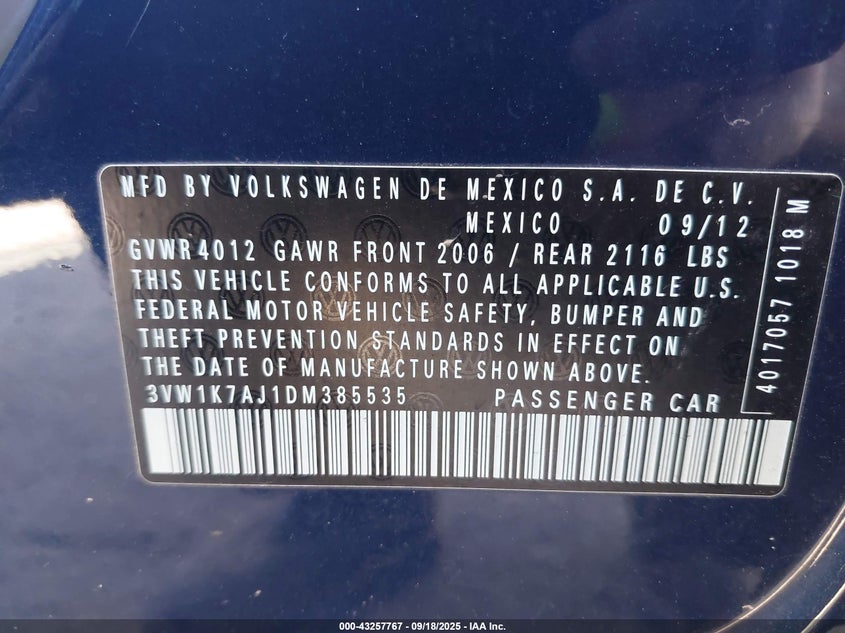 MFD BY VOLKSWAGEN DE MEXICO S.A. DE C.V.
MEXICO 09/12
GVWR 4012 GAWR FRONT 2006 / REAR 2116 LBS
THIS VEHICLE CONFORMS TO ALL APPLICABLE U.S.
FEDERAL MOTOR VEHICLE SAFETY, BUMPER AND
THEFT PREVENTION STANDARDS IN EFFECT ON
THE DATE OF MANUFACTURE SHOWN ABOVE.
3VW1K7AJ1DM385535 PASSENGER CAR
4017057 1018 M
000-43257767 | 09/18/2025 - IAA Inc.